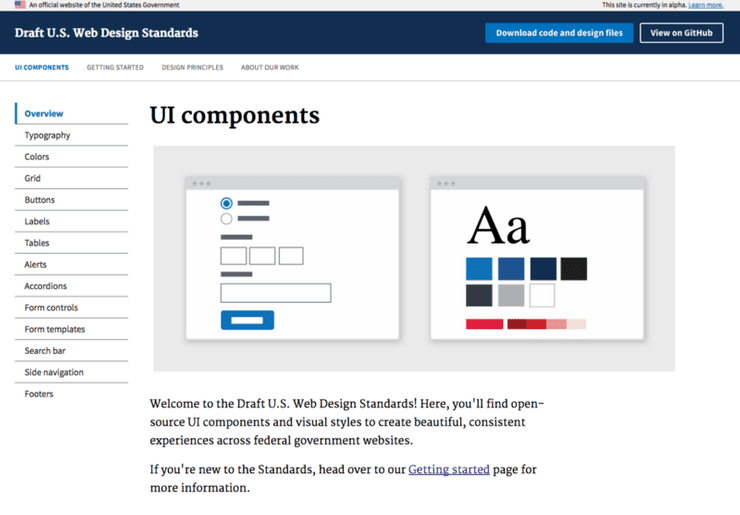 An official website of the United States Government
This site is currently in alpha. Learn more.
Draft U.S. Web Design Standards
Download code and design files
View on GitHub
UI COMPONENTS
GETTING STARTED
DESIGN PRINCIPLES
ABOUT OUR WORK
Overview
Typography
Colors
Grid
Buttons
Labels
Tables
Alerts
Accordions
Form controls
Form templates
Search bar
Side navigation
Footers
UI components
Aa
Welcome to the Draft U.S. Web Design Standards! Here, you'll find open-
source UI components and visual styles to create beautiful, consistent
experiences across federal government websites.
If you're new to the Standards, head over to our Getting started page for
more information.